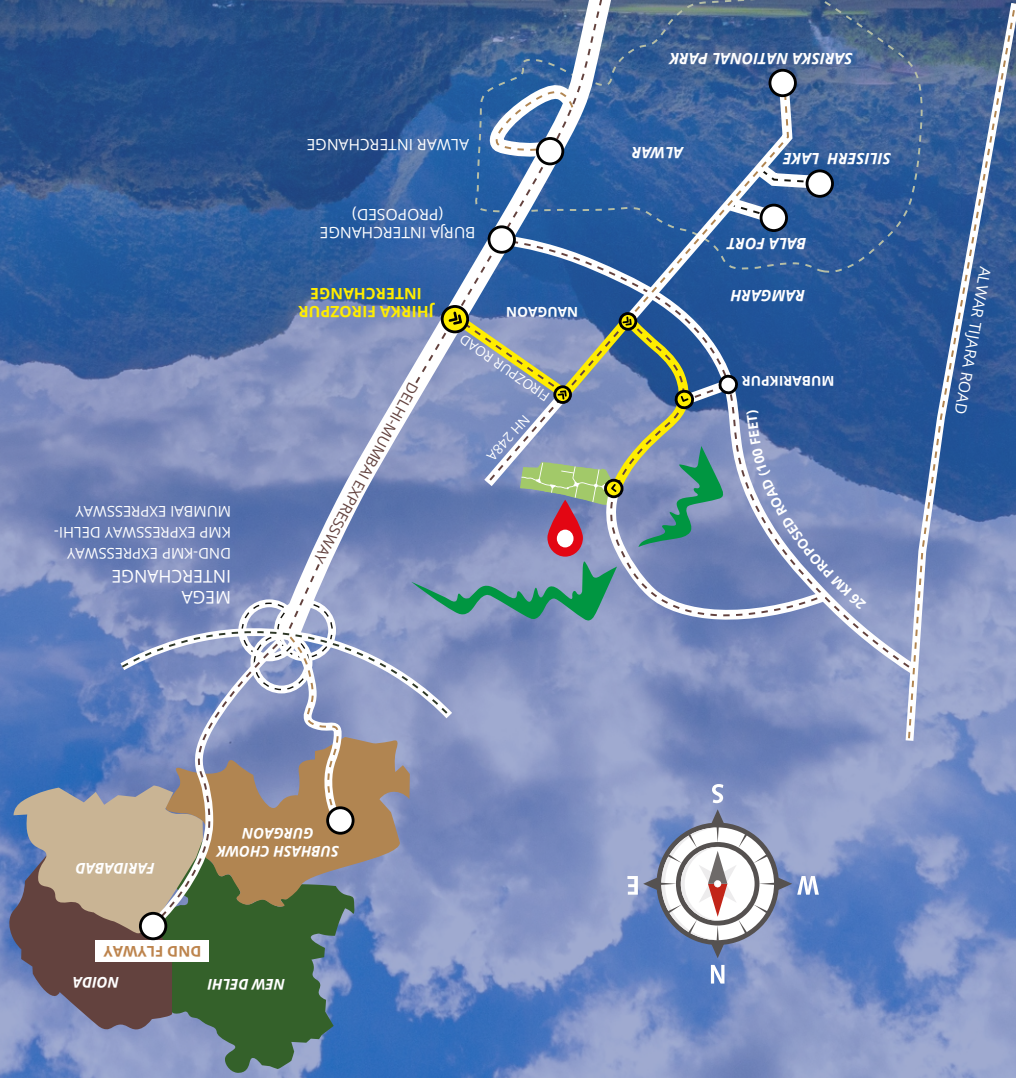 NEW DELHI
NOIDA
DND FLYWAY
FARIDABAD
SUBHASH CHOWK
GURGAON
N
W
E
S
MEGA
INTERCHANGE
DND-KMP EXPRESSWAY
KMP EXPRESSWAY DELHI-
MUMBAI EXPRESSWAY
DELHI-MUMBAI EXPRESSWAY
26 KM PROPOSED ROAD (100 FEET)
ALWAR TIJARA ROAD
NH 248A
FIROZPUR ROAD
MUBARIKPUR
JHIRKA FIROZPUR
INTERCHANGE
NAUGAON
RAMGARH
BURJA INTERCHANGE
(PROPOSED)
BALA FORT
SILISERH LAKE
ALWAR
ALWAR INTERCHANGE
SARISKA NATIONAL PARK